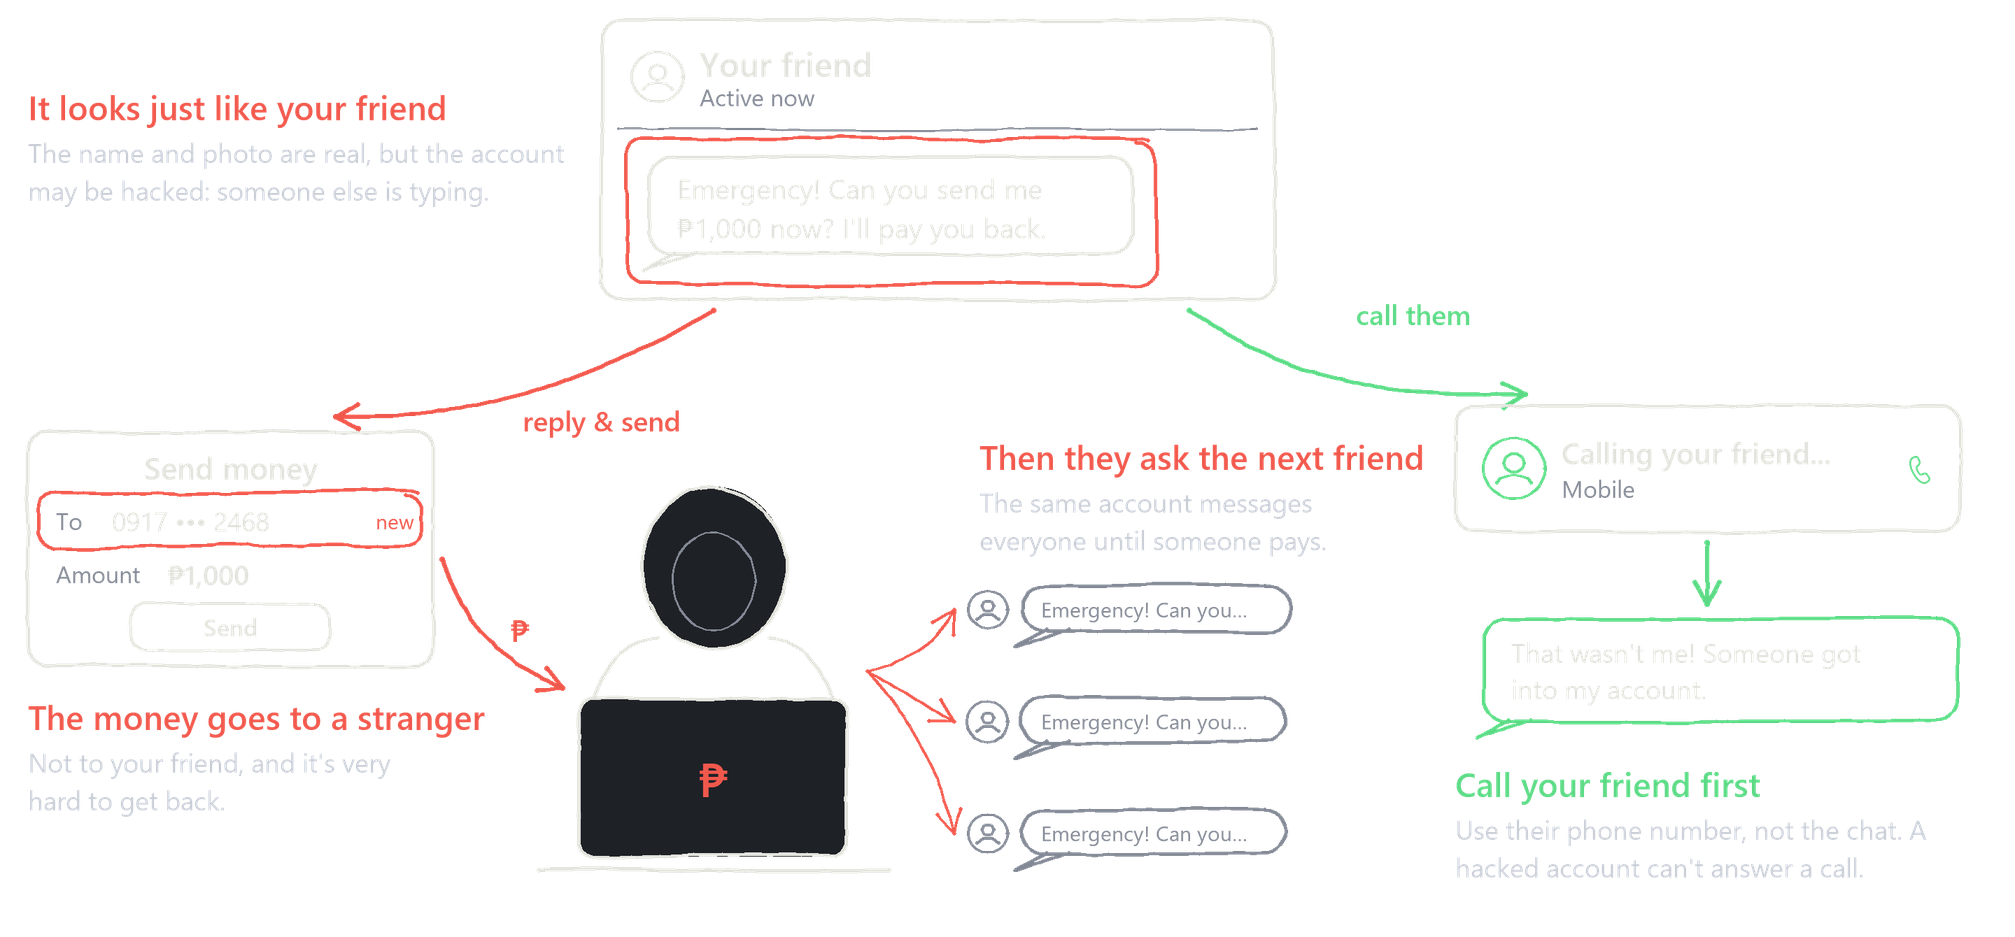 Your friend
Active now
It looks just like your friend
The name and photo are real, but the account
may be hacked: someone else is typing.
Emergency! Can you send me
₱1,000 now? I'll pay you back.
call them
reply & send
Send money
To 0917 ••• 2468 new
Amount ₱1,000
Send
₱
The money goes to a stranger
Not to your friend, and it's very
hard to get back.
₱
Then they ask the next friend
The same account messages
everyone until someone pays.
Emergency! Can you...
Emergency! Can you...
Emergency! Can you...
Calling your friend...
Mobile
That wasn't me! Someone got
into my account.
Call your friend first
Use their phone number, not the chat. A
hacked account can't answer a call.